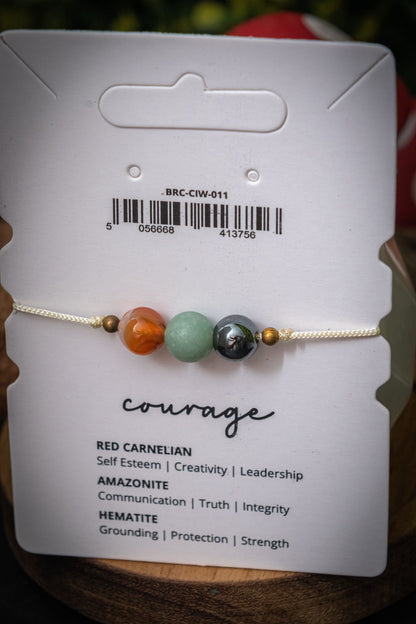 BRC-CIW-011
5 056668 413756
courage
RED CARNELIAN
Self Esteem | Creativity | Leadership
AMAZONITE
Communication | Truth | Integrity
HEMATITE
Grounding | Protection | Strength